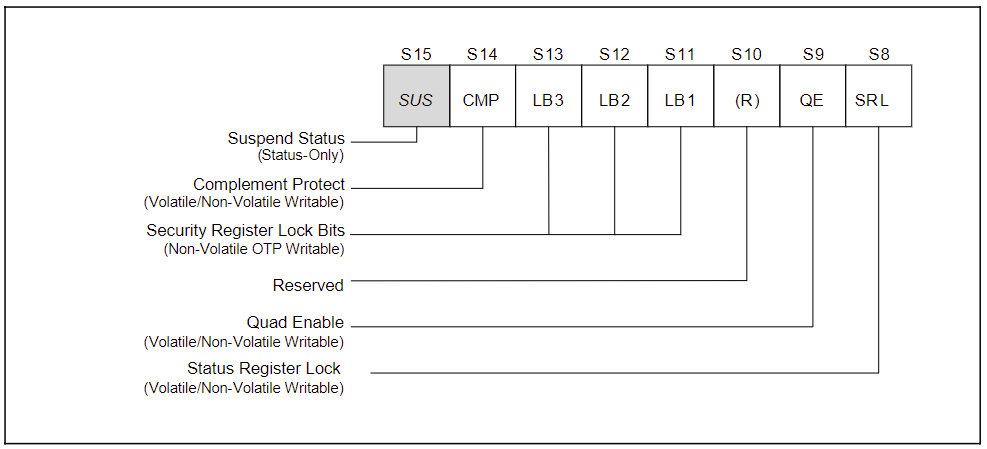 S15 S14 S13 S12 S11 S10 S9 S8
SUS CMP LB3 LB2 LB1 (R) QE SRL
Suspend Status
(Status-Only)
Complement Protect
(Volatile/Non-Volatile Writable)
Security Register Lock Bits
(Non-Volatile OTP Writable)
Reserved
Quad Enable
(Volatile/Non-Volatile Writable)
Status Register Lock
(Volatile/Non-Volatile Writable)